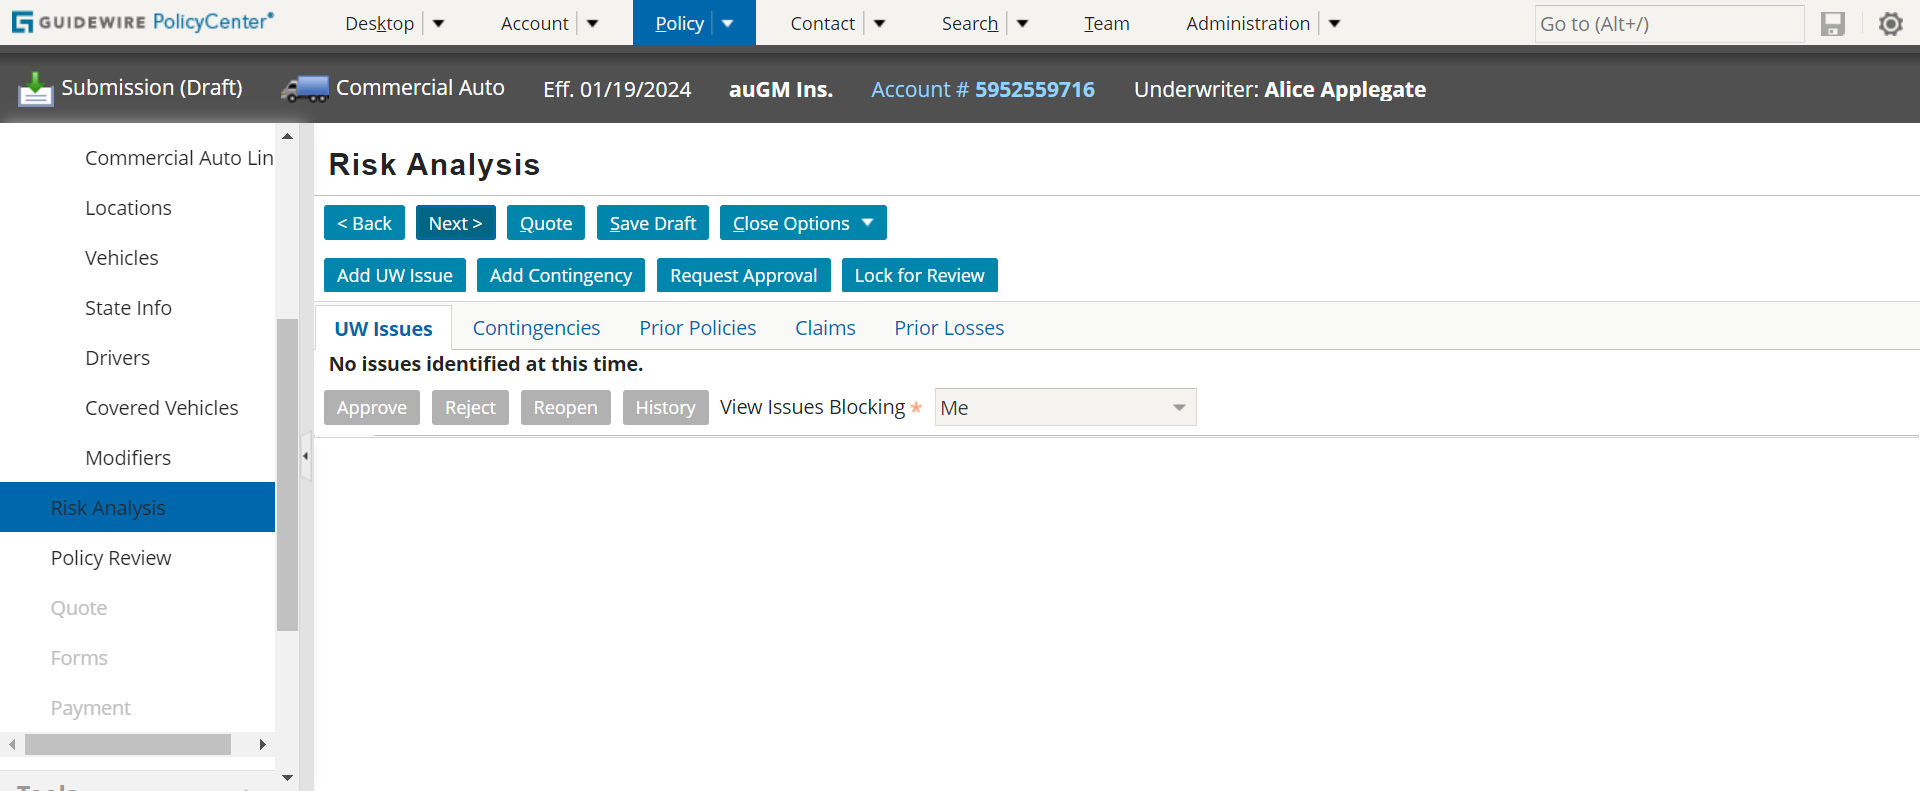 GUIDEWIRE PolicyCenter®
Desktop
Account
Policy
Contact
Search
Team
Administration
Go to (Alt+/)
Submission (Draft)
Commercial Auto
Eff. 01/19/2024
auGM Ins.
Account # 5952559716
Underwriter: Alice Applegate
Commercial Auto Lin
Locations
Vehicles
State Info
Drivers
Covered Vehicles
Modifiers
Risk Analysis
Policy Review
Quote
Forms
Payment
Tools
Risk Analysis
< Back
Next >
Quote
Save Draft
Close Options
Add UW Issue
Add Contingency
Request Approval
Lock for Review
UW Issues
Contingencies
Prior Policies
Claims
Prior Losses
No issues identified at this time.
Approve
Reject
Reopen
History
View Issues Blocking *
Me